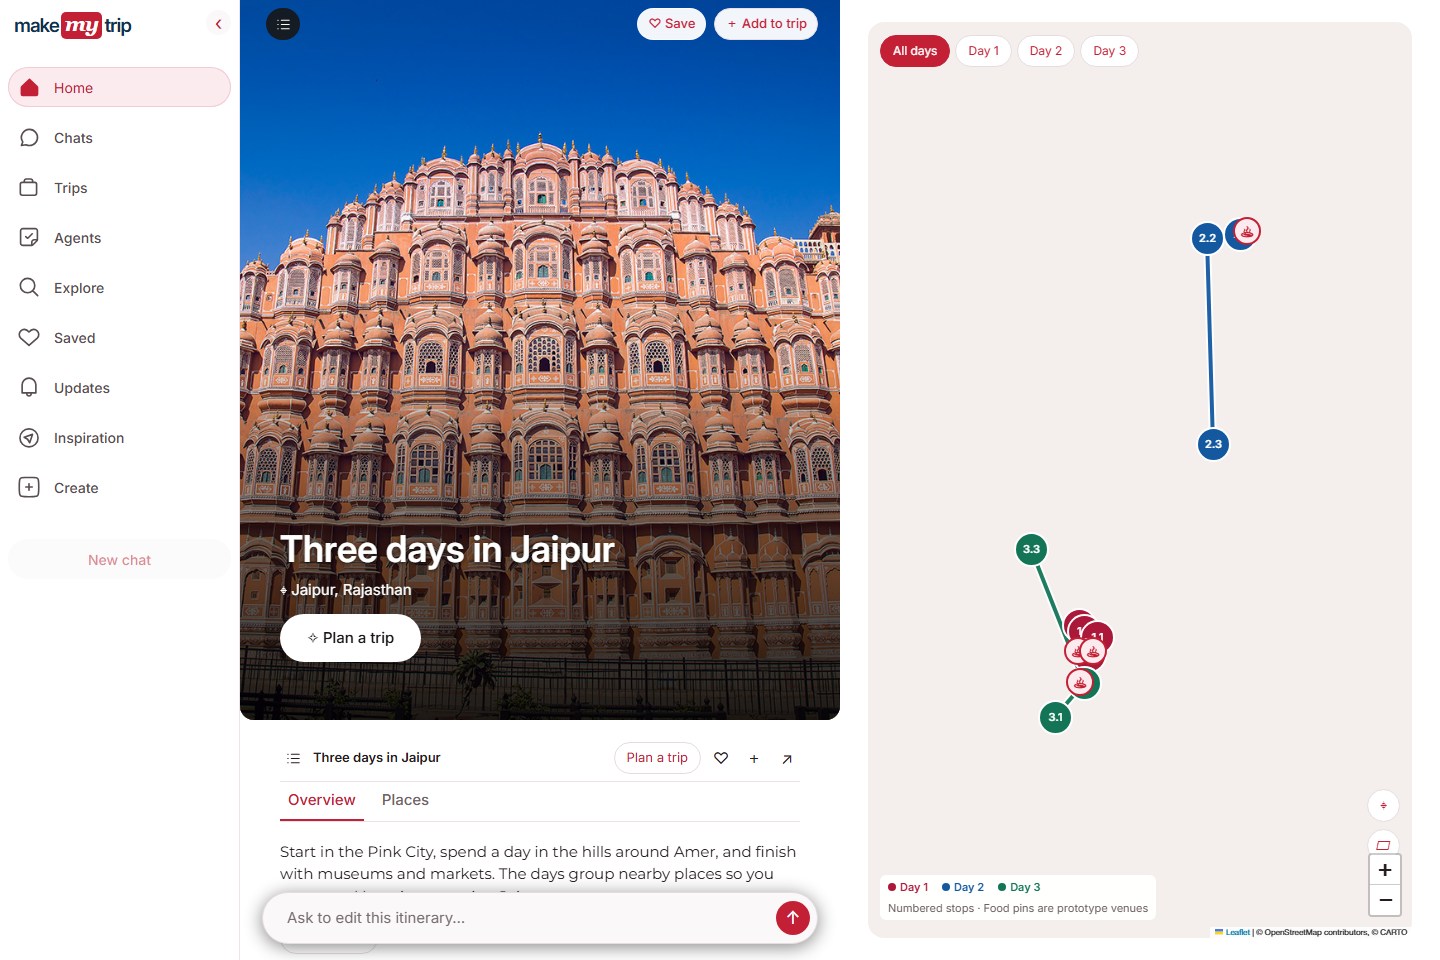 make my trip
Home
Chats
Trips
Agents
Explore
Saved
Updates
Inspiration
Create
New chat
Save
+ Add to trip
Three days in Jaipur
Jaipur, Rajasthan
Plan a trip
Three days in Jaipur
Plan a trip
+
Overview
Places
Start in the Pink City, spend a day in the hills around Amer, and finish
with museums and markets. The days group nearby places so you
Ask to edit this itinerary...
All days
Day 1
Day 2
Day 3
2.2
2.3
3.3
3.1
+
−
Day 1
Day 2
Day 3
Numbered stops · Food pins are prototype venues
Leaflet | © OpenStreetMap contributors, © CARTO